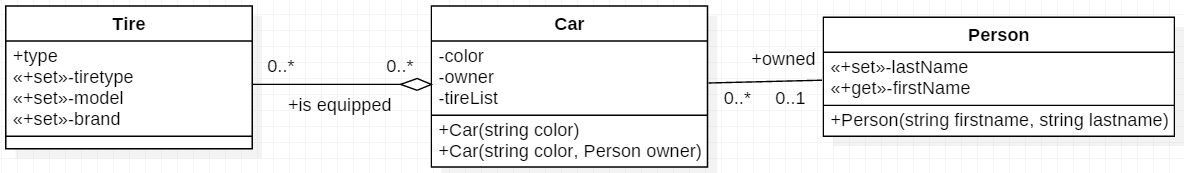 Tire
+type
«+set»-tiretype
«+set»-model
«+set»-brand
0..*
0..*
+is equipped
Car
-color
-owner
-tireList
+Car(string color)
+Car(string color, Person owner)
+owned
0..*
0..1
Person
«+set»-lastName
«+get»-firstName
+Person(string firstname, string lastname)